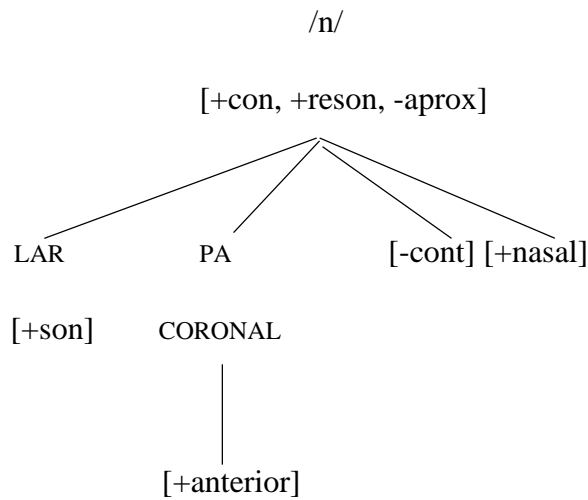 /n/
[+con, +reson, -aprox]
LAR PA [-cont] [+nasal]
[+son] CORONAL
[+anterior]